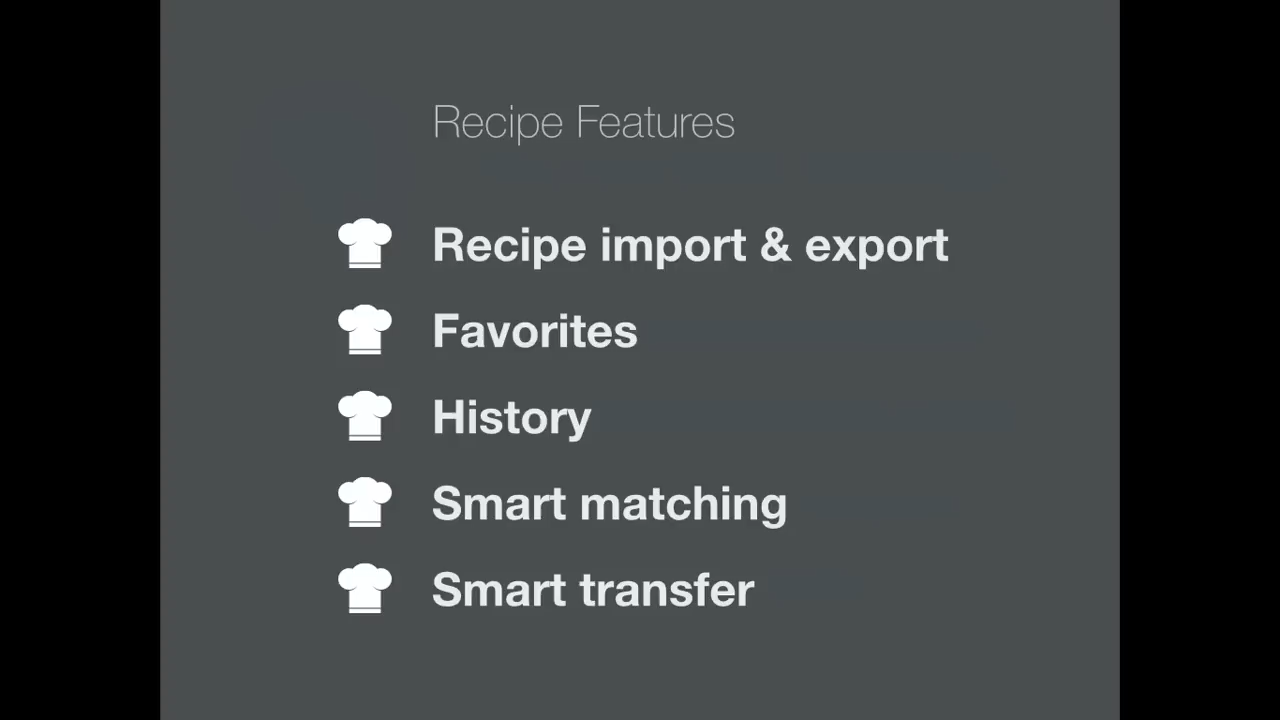 Recipe Features
Recipe import & export
Favorites
History
Smart matching
Smart transfer